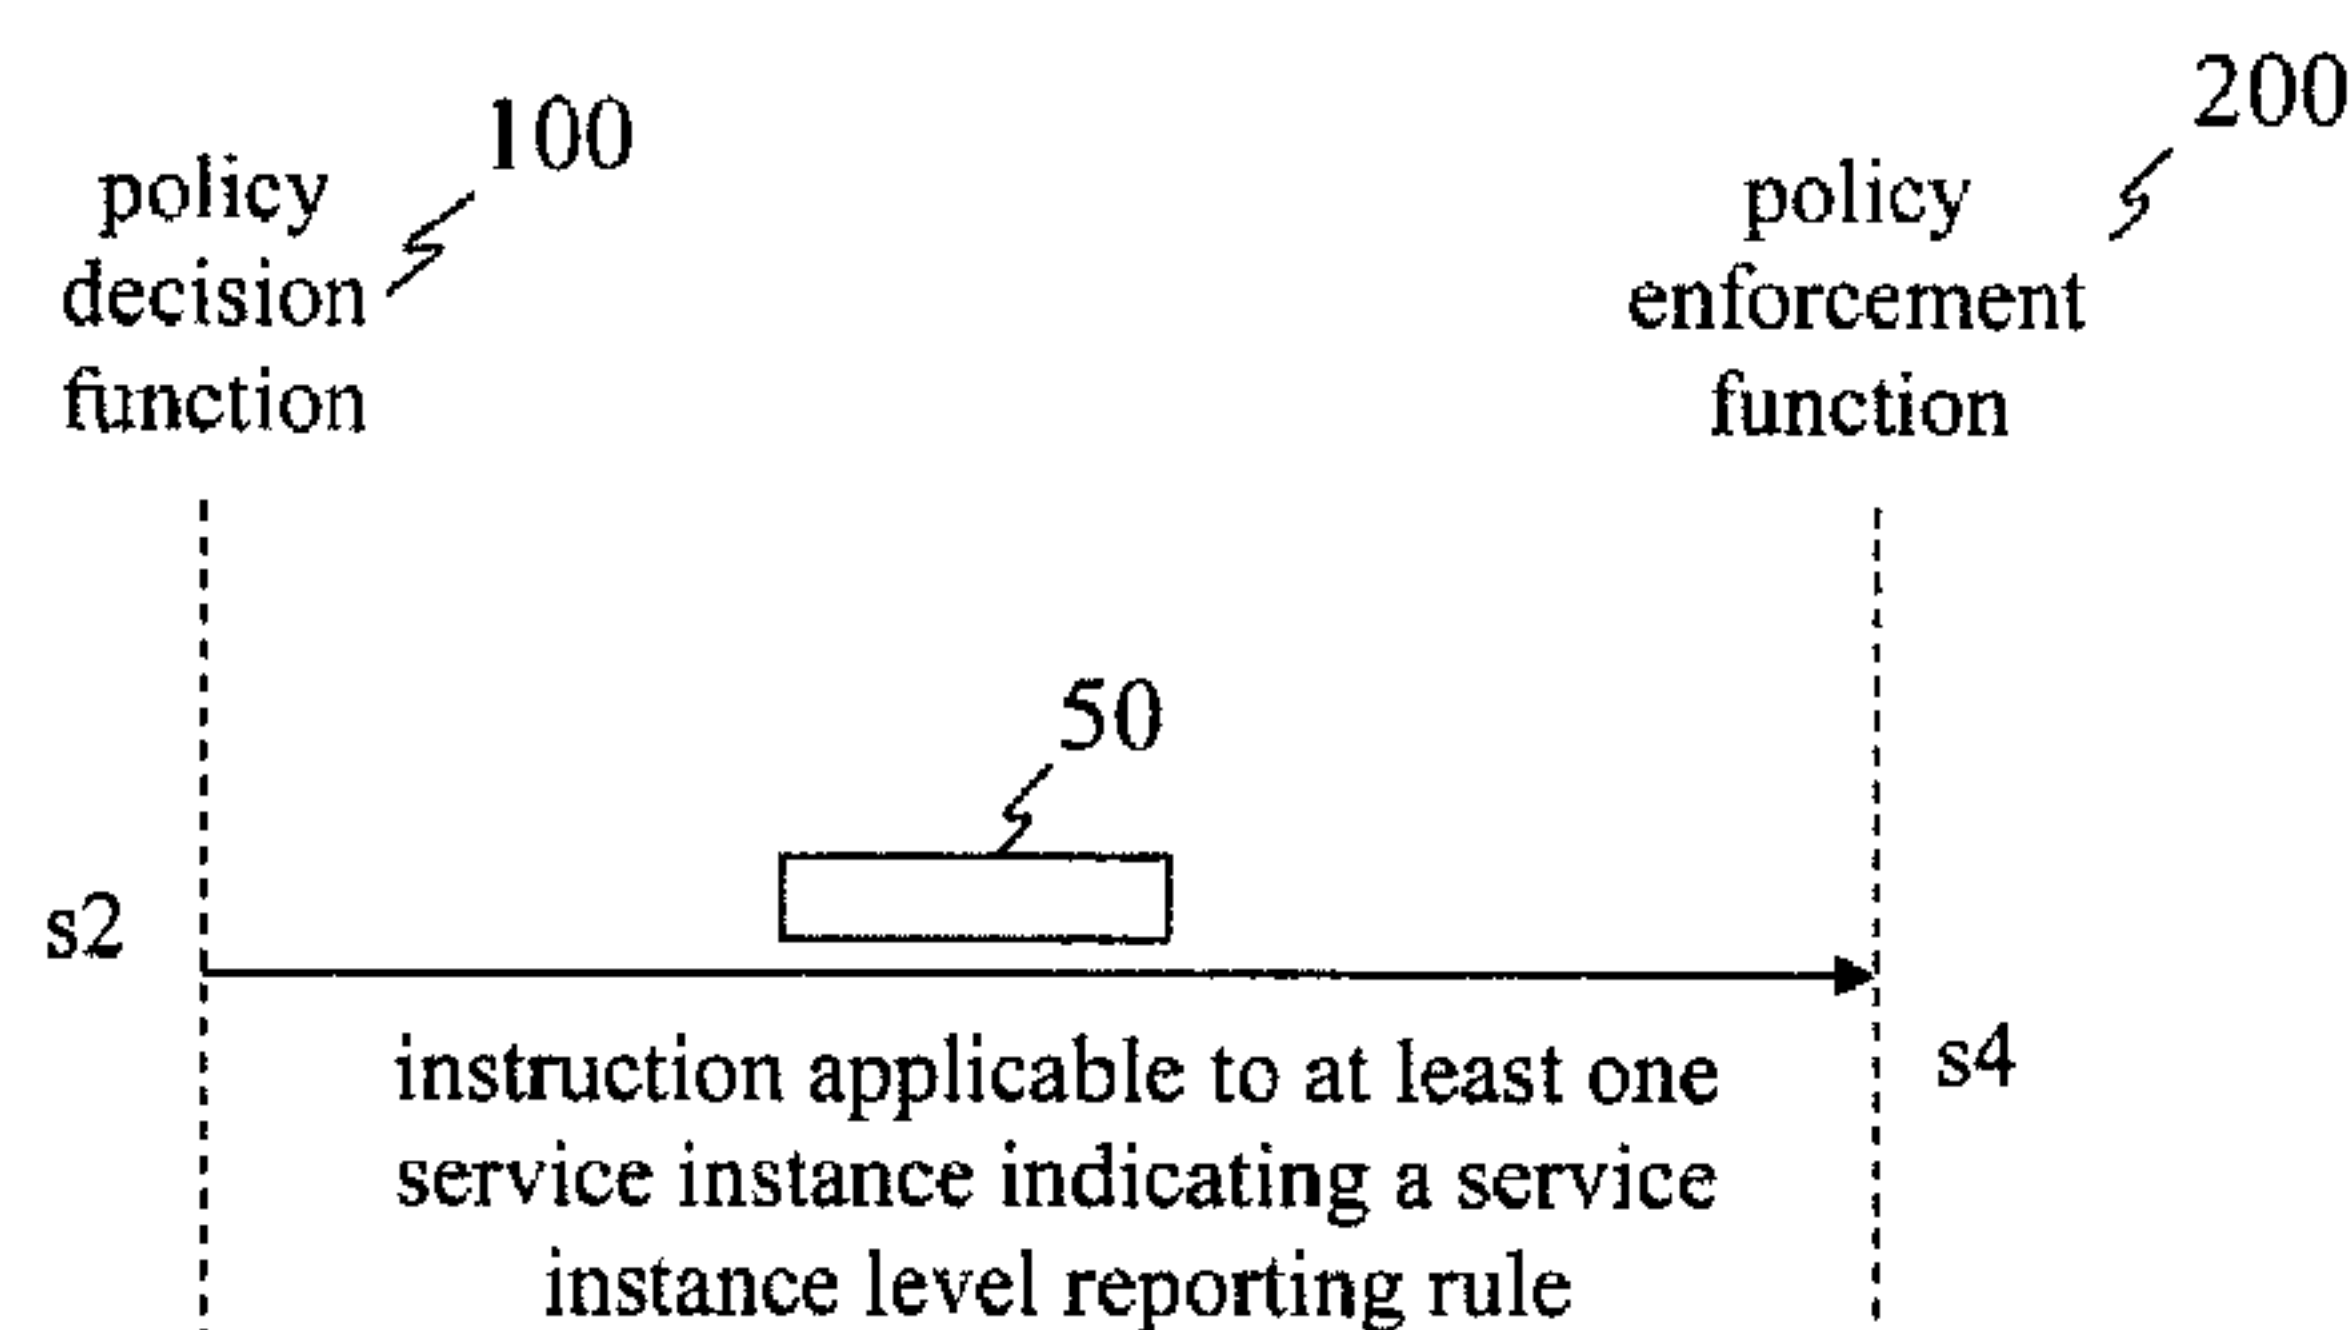 100
policy
decision
function
200
policy
enforcement
function
50
s2
instruction applicable to at least one
service instance indicating a service
instance level reporting rule
s4